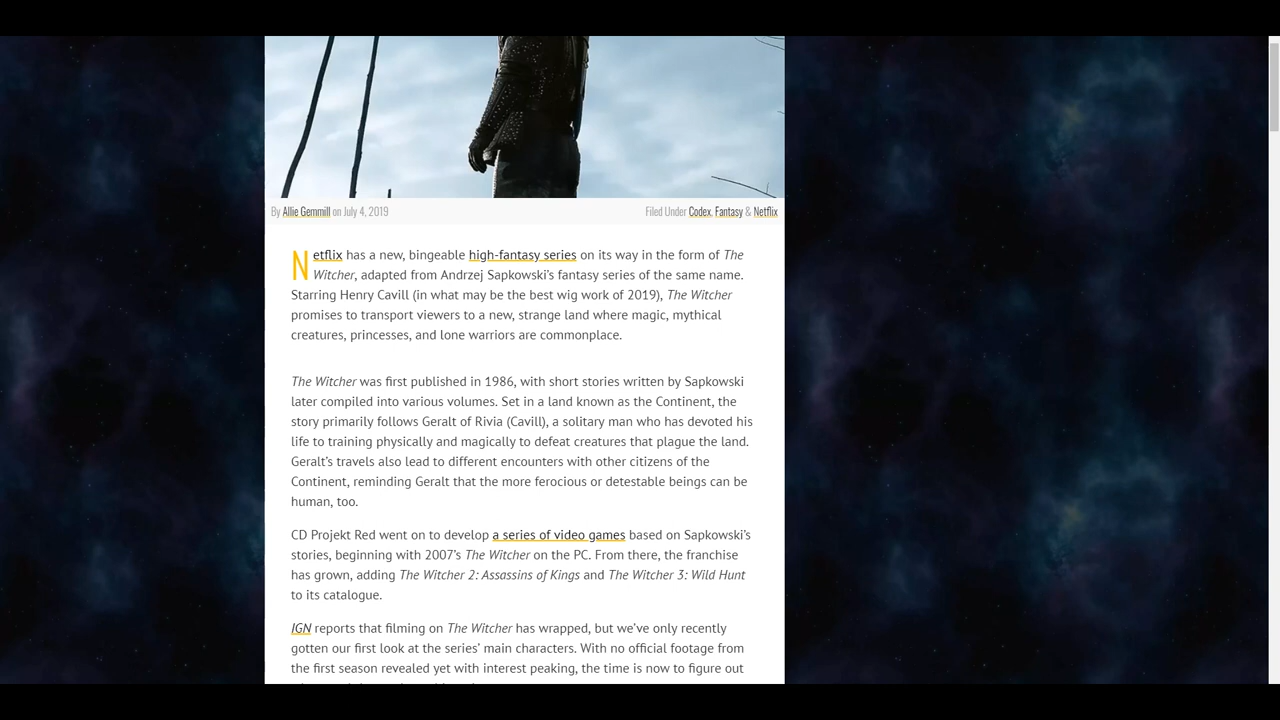 By Allie Gemmill on July 4, 2019
Filed Under Codex, Fantasy & Netflix
Netflix has a new, bingeable high-fantasy series on its way in the form of The
Witcher, adapted from Andrzej Sapkowski's fantasy series of the same name.
Starring Henry Cavill (in what may be the best wig work of 2019), The Witcher
promises to transport viewers to a new, strange land where magic, mythical
creatures, princesses, and lone warriors are commonplace.
The Witcher was first published in 1986, with short stories written by Sapkowski
later compiled into various volumes. Set in a land known as the Continent, the
story primarily follows Geralt of Rivia (Cavill), a solitary man who has devoted his
life to training physically and magically to defeat creatures that plague the land.
Geralt's travels also lead to different encounters with other citizens of the
Continent, reminding Geralt that the more ferocious or detestable beings can be
human, too.
CD Projekt Red went on to develop a series of video games based on Sapkowski's
stories, beginning with 2007's The Witcher on the PC. From there, the franchise
has grown, adding The Witcher 2: Assassins of Kings and The Witcher 3: Wild Hunt
to its catalogue.
IGN reports that filming on The Witcher has wrapped, but we've only recently
gotten our first look at the series' main characters. With no official footage from
the first season revealed yet with interest peaking, the time is now to figure out